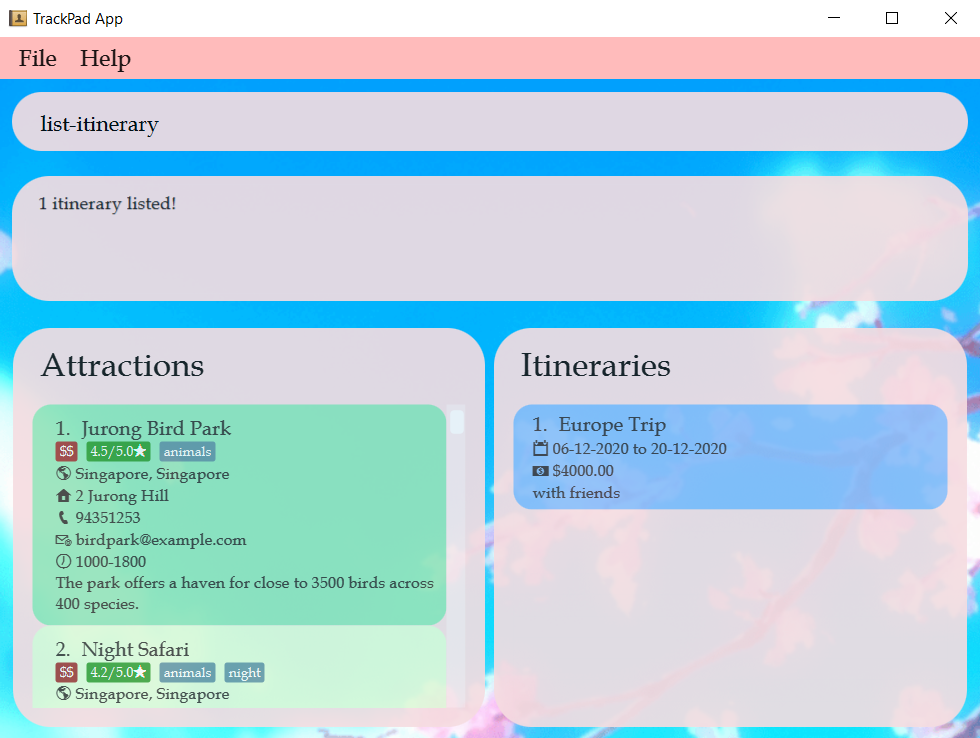 TrackPad App
File Help
list-itinerary
1 itinerary listed!
Attractions
1. Jurong Bird Park
$$ 4.5/5.0★ animals
Singapore, Singapore
2 Jurong Hill
94351253
birdpark@example.com
1000-1800
The park offers a haven for close to 3500 birds across
400 species.
2. Night Safari
$$ 4.2/5.0★ animals night
Singapore, Singapore
Itineraries
1. Europe Trip
06-12-2020 to 20-12-2020
$4000.00
with friends